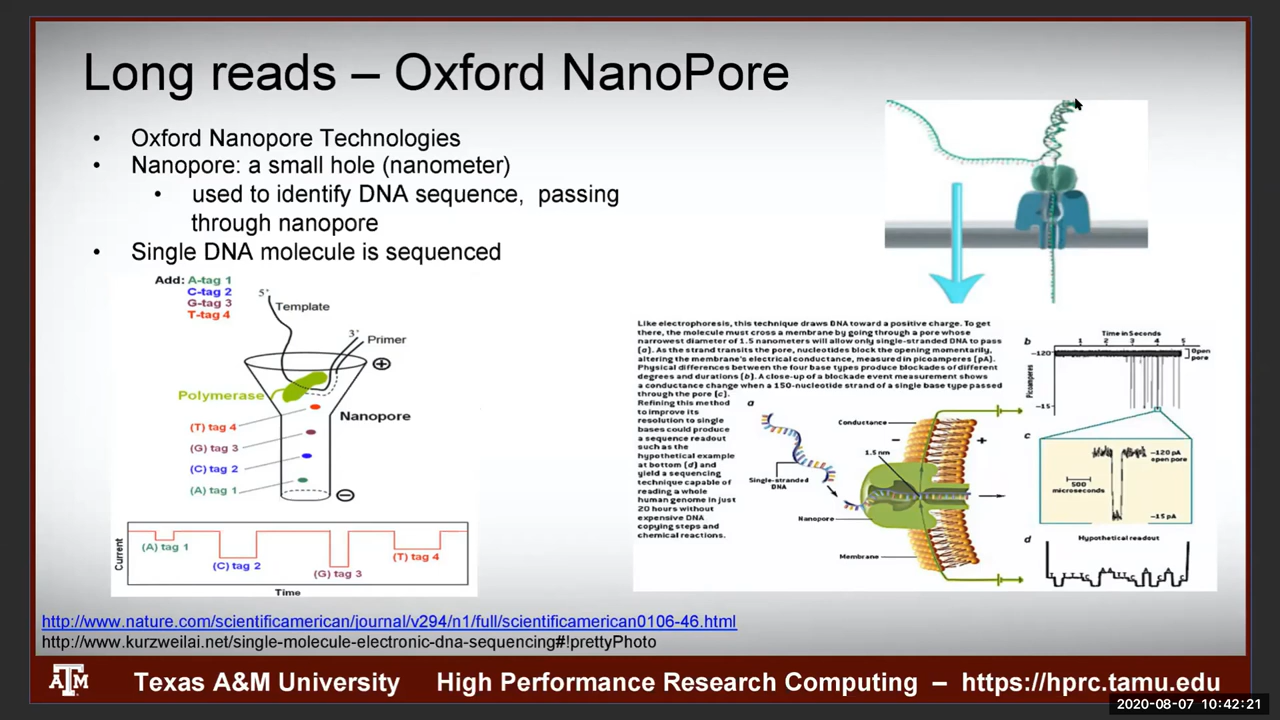 Long reads – Oxford NanoPore
• Oxford Nanopore Technologies
• Nanopore: a small hole (nanometer)
• used to identify DNA sequence, passing
through nanopore
• Single DNA molecule is sequenced
Add: A-tag 1
C-tag 2
G-tag 3
T-tag 4
5'
Template
3'
Primer
+
Polymerase
Nanopore
(T) tag 4
(G) tag 3
(C) tag 2
(A) tag 1
−
Current
(A) tag 1
(C) tag 2
(G) tag 3
(T) tag 4
Time
Like electrophoresis, this technique draws DNA toward a positive charge. To get
there, the molecule must cross a membrane by going through a pore whose
narrowest diameter of 1.5 nanometers will allow only single-stranded DNA to pass
(a). As the strand transits the pore, nucleotides block the opening momentarily,
altering the membrane's electrical conductance, measured in picoamperes (pA).
Physical differences between the four base types produce blockades of different
degrees and durations (b). A close-up of a blockade event measurement shows
a conductance change when a 150-nucleotide strand of a single base type passed
through the pore (c).
Refining this method
to improve its
resolution to single
bases could produce
a sequence readout
such as the
hypothetical example
at bottom (d) and
yield a sequencing
technique capable of
reading a whole
human genome in just
20 hours without
expensive DNA
copying steps and
chemical reactions.
a
Single-stranded
DNA
Conductance
−
+
1.5 nm
Nanopore
Membrane
b
Time in Seconds
1 2 3 4 5
-120
Open
pore
Picoamperes
-15
c
-120 pA
open pore
500
microseconds
-15 pA
d
Hypothetical readout
http://www.nature.com/scientificamerican/journal/v294/n1/full/scientificamerican0106-46.html
http://www.kurzweilai.net/single-molecule-electronic-dna-sequencing#!prettyPhoto
ATM Texas A&M University High Performance Research Computing – https://hprc.tamu.edu
2020-08-07 10:42:21